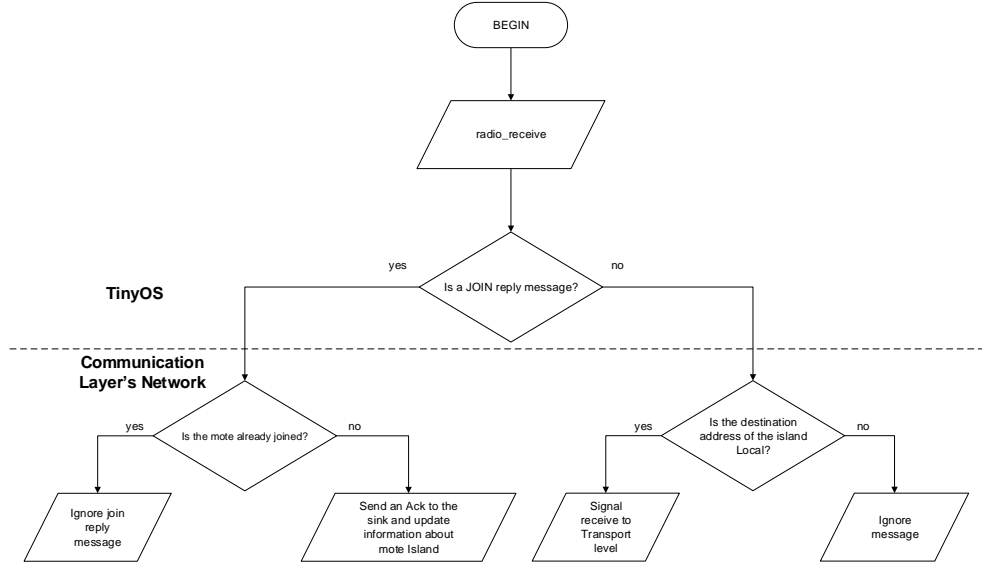 BEGIN
radio_receive
yes
no
Is a JOIN reply message?
TinyOS
Communication
Layer's Network
yes
Is the mote already joined?
no
yes
Is the destination
address of the island
Local?
no
Ignore join
reply
message
Send an Ack to the
sink and update
information about
mote Island
Signal
receive to
Transport
level
Ignore
message